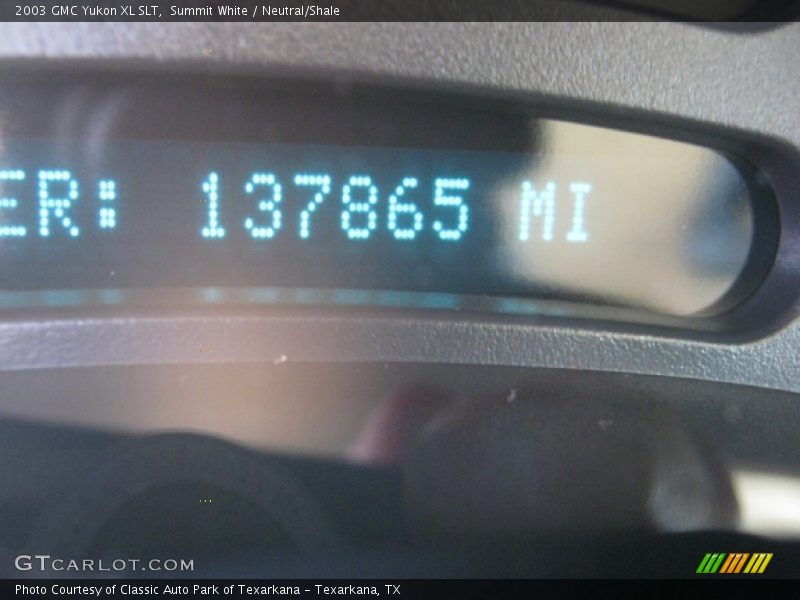 2003 GMC Yukon XL SLT,  Summit White / Neutral/Shale
ER: 137865 MI
GTCARLOT.COM
Photo Courtesy of Classic Auto Park of Texarkana - Texarkana, TX